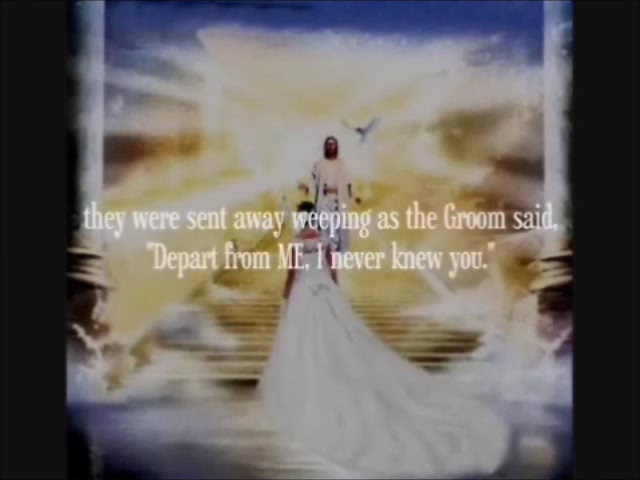 they were sent away weeping as the Groom said,
"Depart from ME, I never knew you."